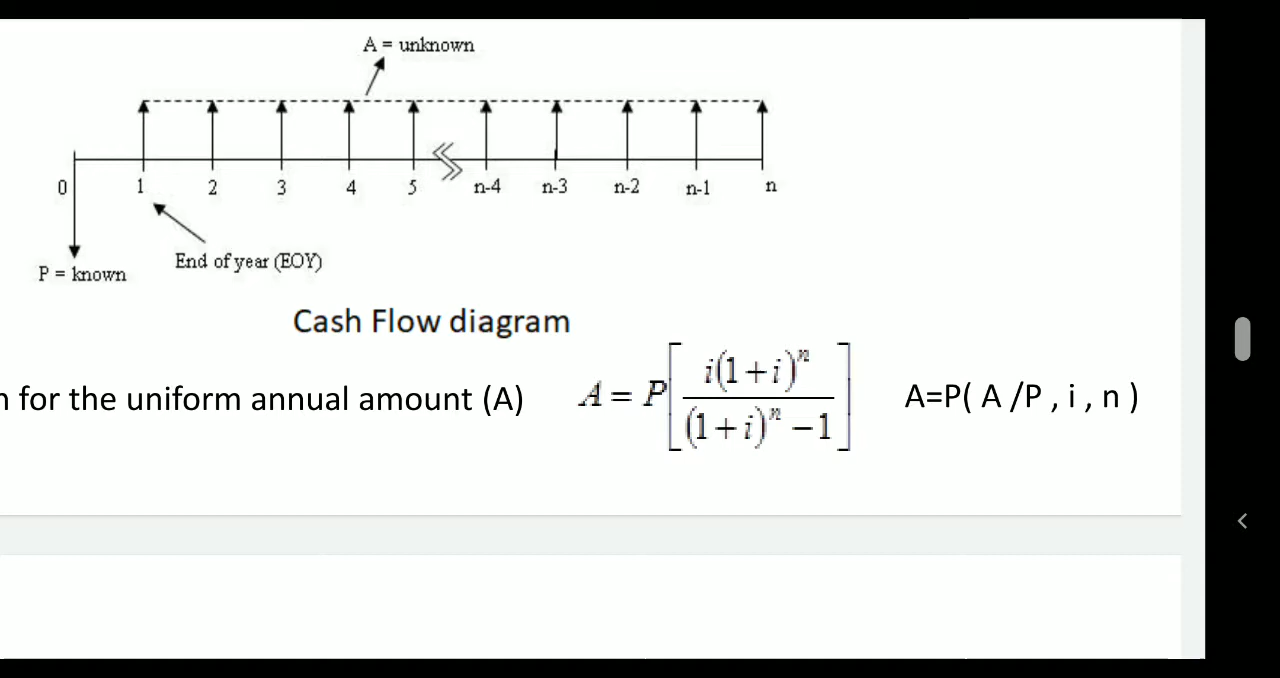 A = unknown
0 1 2 3 4 5 n-4 n-3 n-2 n-1 n
P = known
End of year (EOY)
Cash Flow diagram
for the uniform annual amount (A) A = P[i(1+i)ⁿ / (1+i)ⁿ −1] A=P( A /P , i , n )